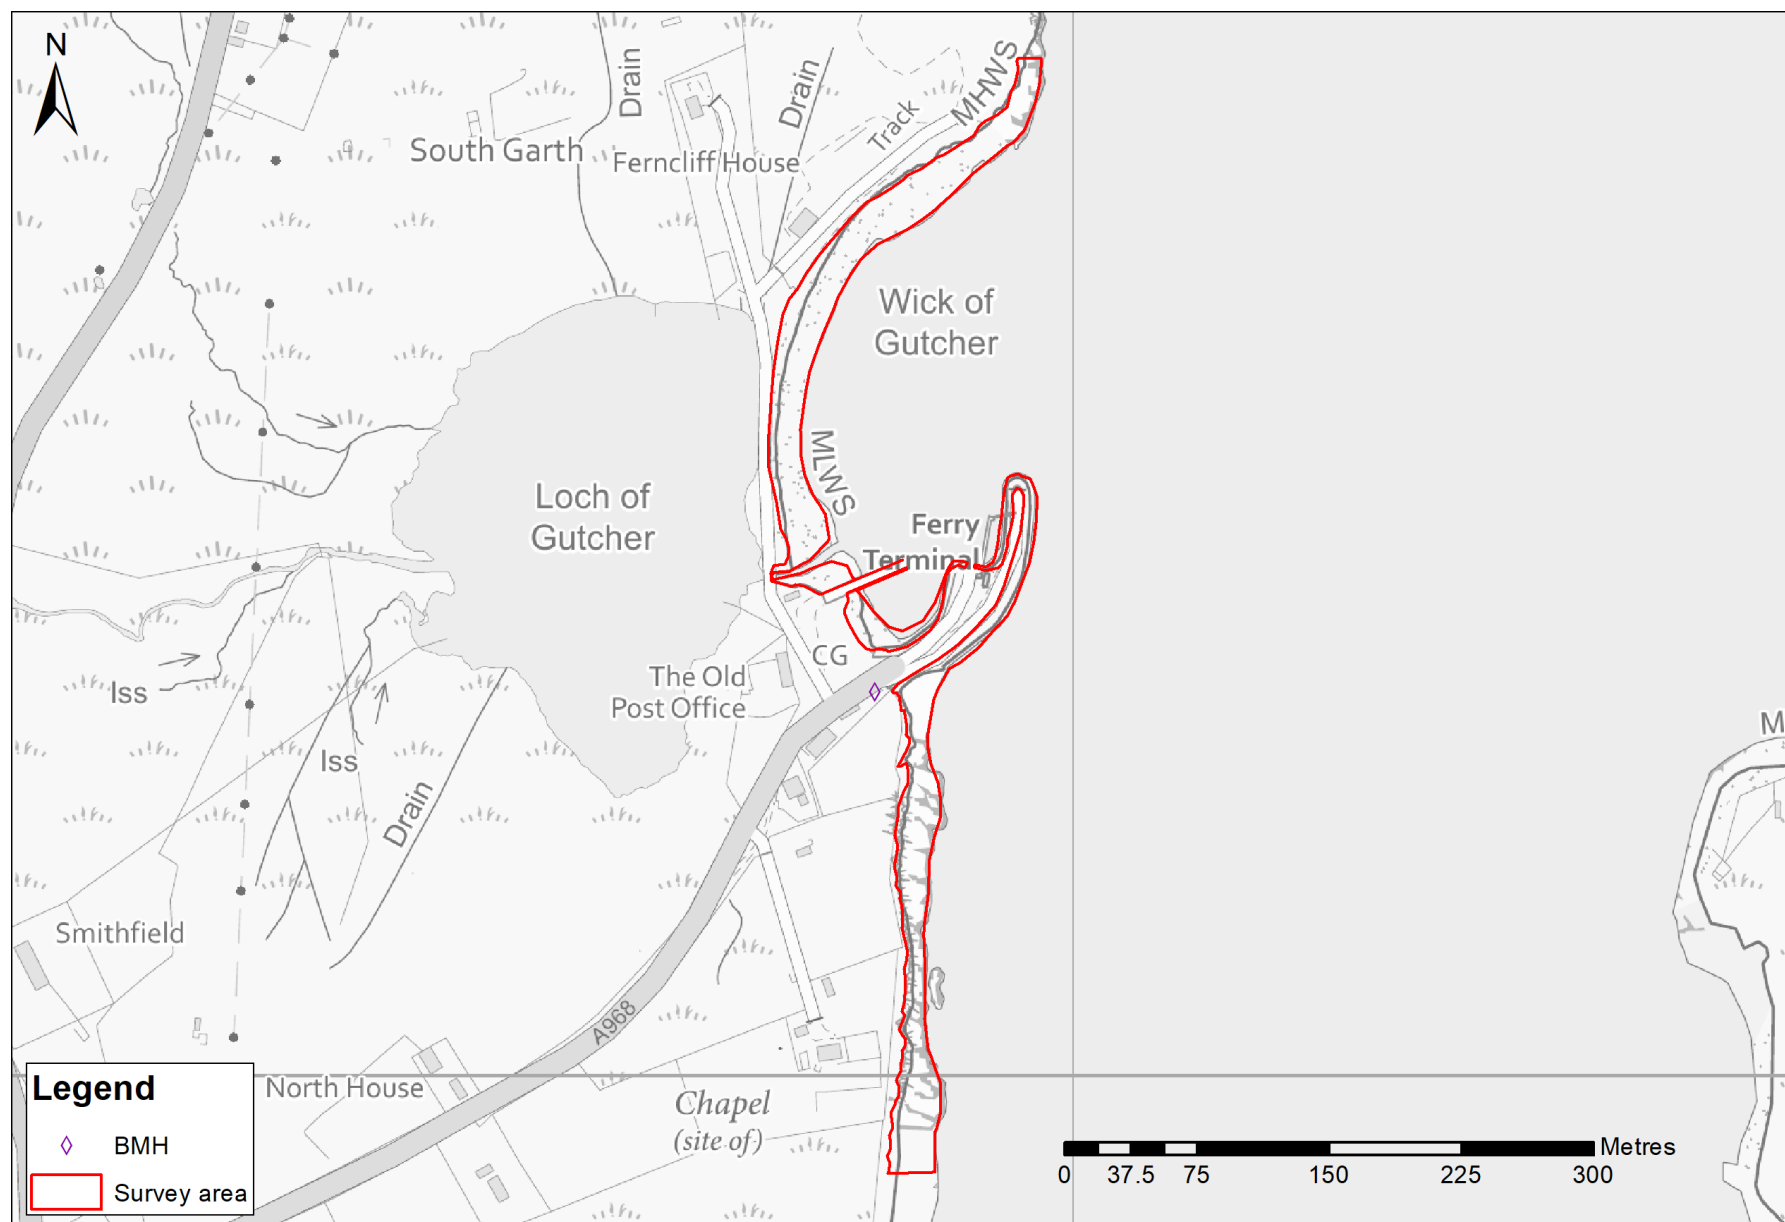 N
Drain
Drain
MHWS
Track
South Garth
Ferncliff House
Wick of
Gutcher
MLWS
Loch of
Gutcher
Ferry
Terminal
CG
The Old
Post Office
Iss
Iss
Drain
M
Smithfield
A968
North House
Chapel
(site of)
Legend
BMH
Survey area
Metres
0 37.5 75 150 225 300